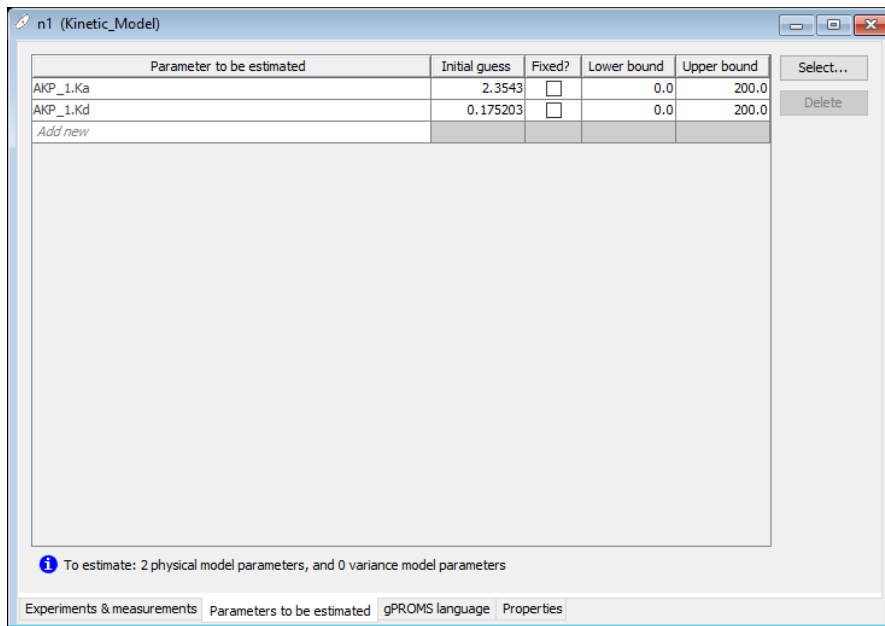 n1 (Kinetic_Model)
Parameter to be estimated Initial guess Fixed? Lower bound Upper bound Select...
AKP_1.Ka 2.3543 0.0 200.0
AKP_1.Kd 0.175203 0.0 200.0 Delete
Add new
To estimate: 2 physical model parameters, and 0 variance model parameters
Experiments & measurements Parameters to be estimated gPROMS language Properties